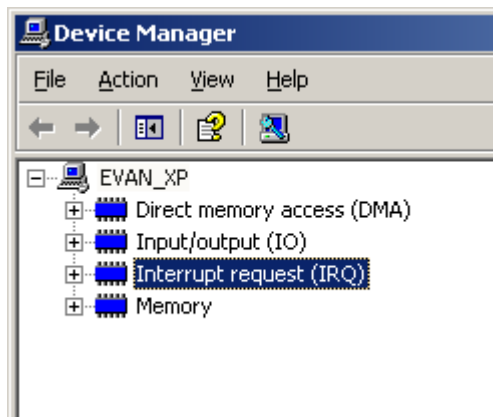 Device Manager
File Action View Help
EVAN_XP
Direct memory access (DMA)
Input/output (IO)
Interrupt request (IRQ)
Memory